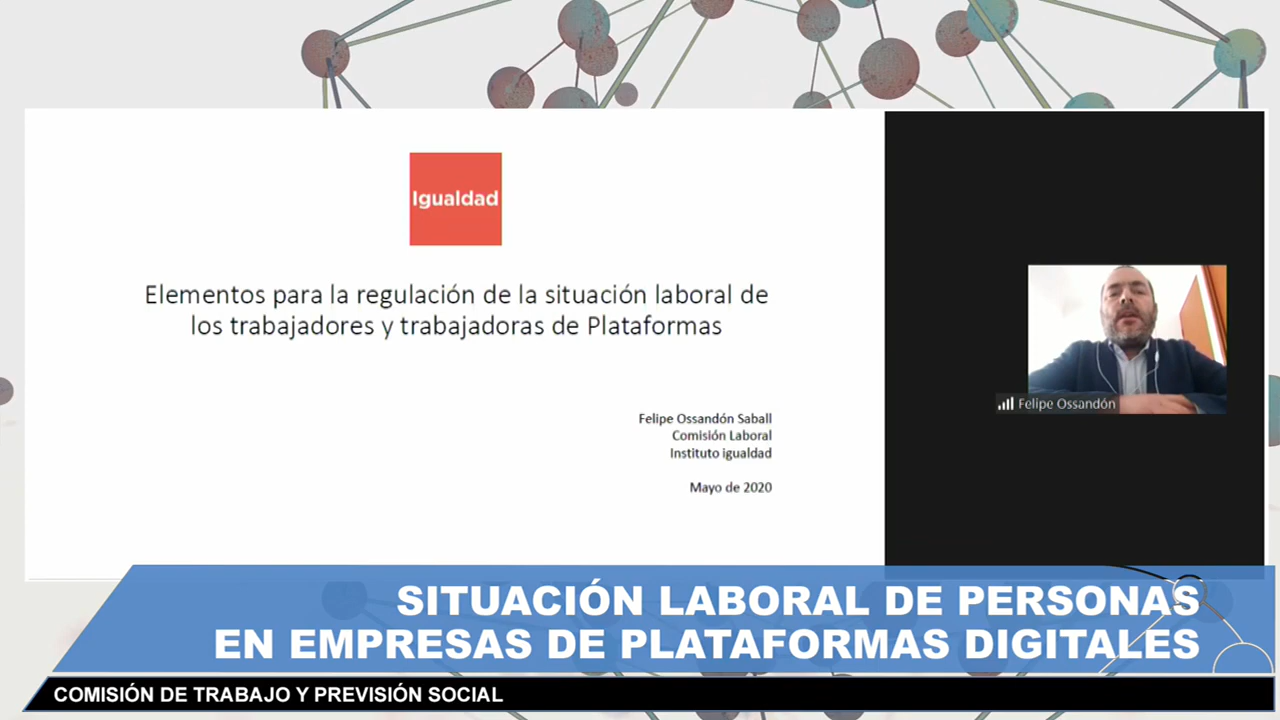 Igualdad
Elementos para la regulación de la situación laboral de
los trabajadores y trabajadoras de Plataformas
Felipe Ossandón Saball
Comisión Laboral
Instituto igualdad
Mayo de 2020
Felipe Ossandón
SITUACIÓN LABORAL DE PERSONAS
EN EMPRESAS DE PLATAFORMAS DIGITALES
COMISIÓN DE TRABAJO Y PREVISIÓN SOCIAL